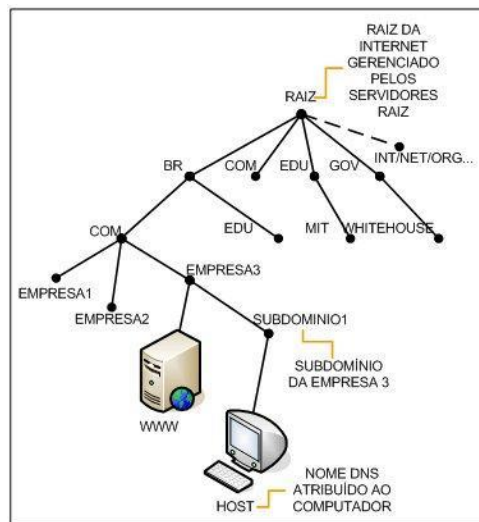 RAIZ DA
INTERNET
GERENCIADO
PELOS
SERVIDORES
RAIZ
RAIZ
INT/NET/ORG...
BR
COM
EDU
GOV
COM
EDU
MIT
WHITEHOUSE
EMPRESA1
EMPRESA2
EMPRESA3
SUBDOMINIO1
SUBDOMÍNIO
DA EMPRESA 3
WWW
NOME DNS
ATRIBUÍDO AO
COMPUTADOR
HOST